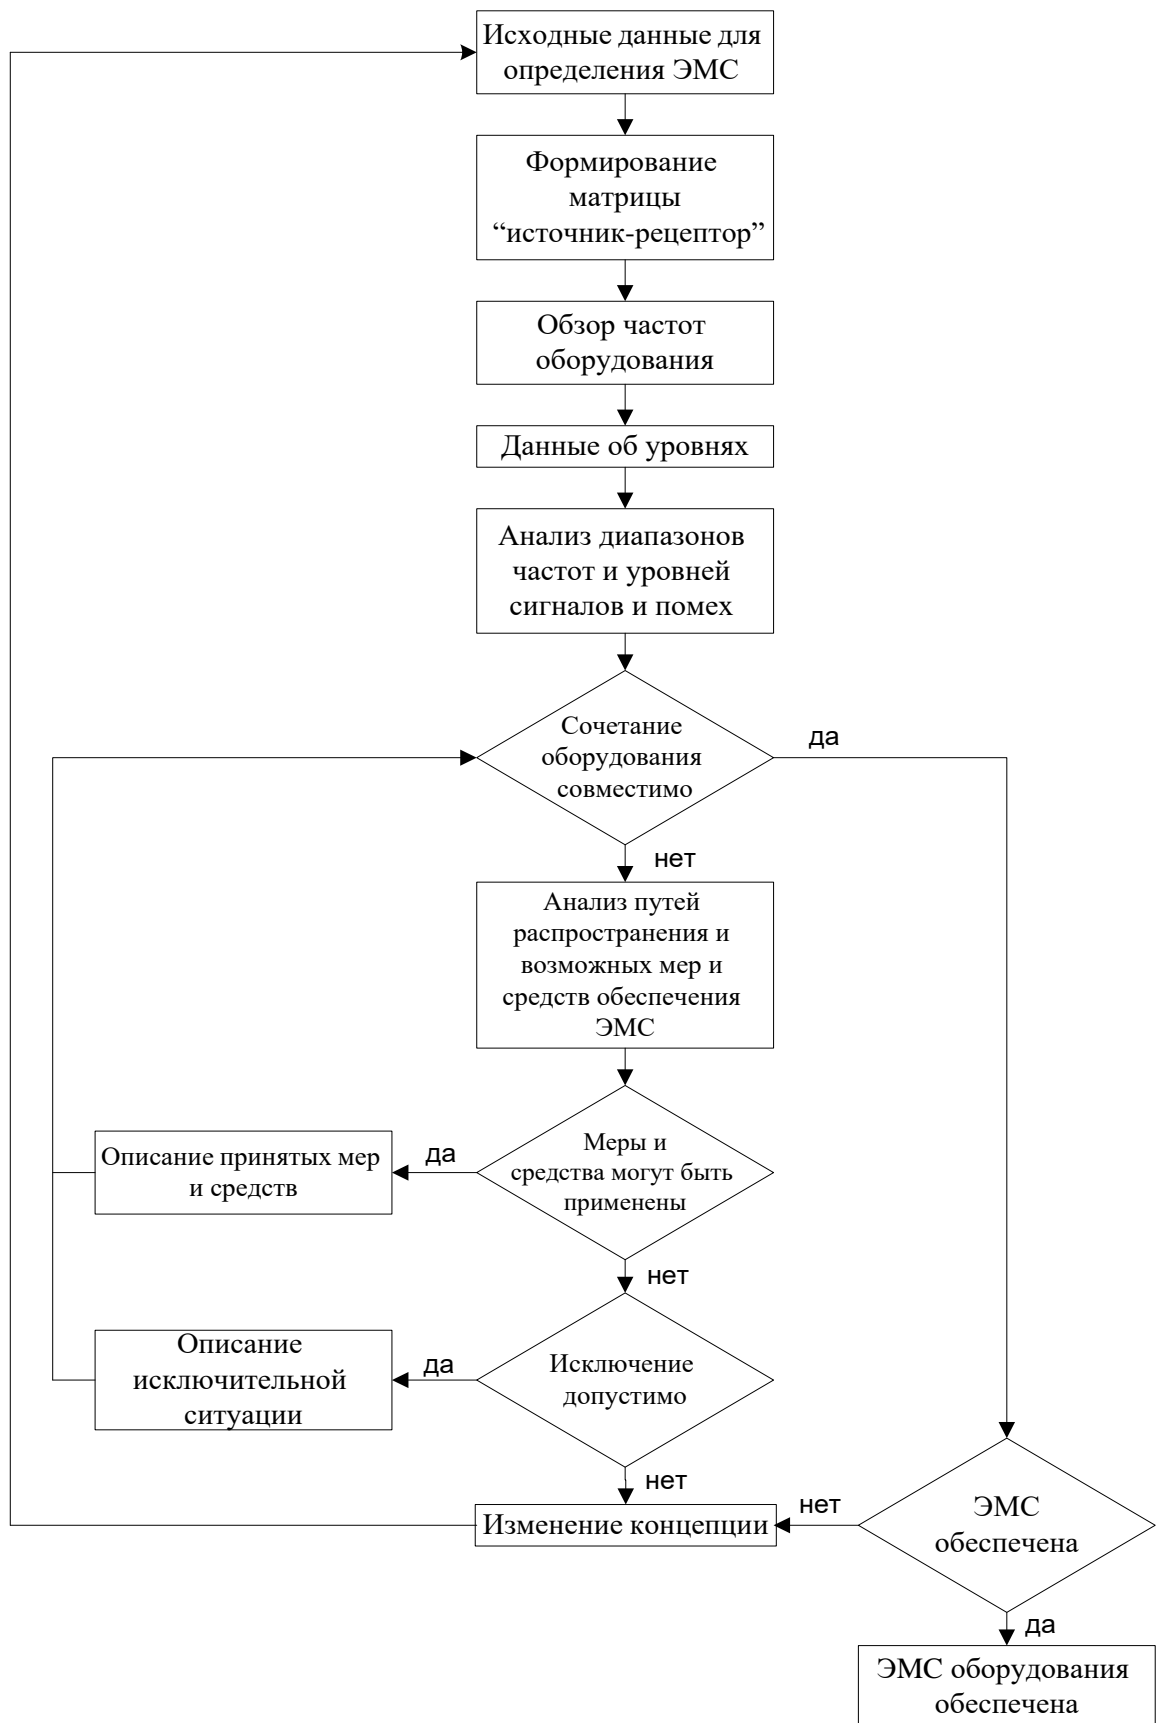 Исходные данные для
определения ЭМС
Формирование
матрицы
“источник-рецептор”
Обзор частот
оборудования
Данные об уровнях
Анализ диапазонов
частот и уровней
сигналов и помех
Сочетание
оборудования
совместимо
да
нет
Анализ путей
распространения и
возможных мер и
средств обеспечения
ЭМС
Меры и
средства могут быть
применены
да
Описание принятых мер
и средств
нет
Исключение
допустимо
да
Описание
исключительной
ситуации
нет
Изменение концепции
нет
ЭМС
обеспечена
да
ЭМС оборудования
обеспечена